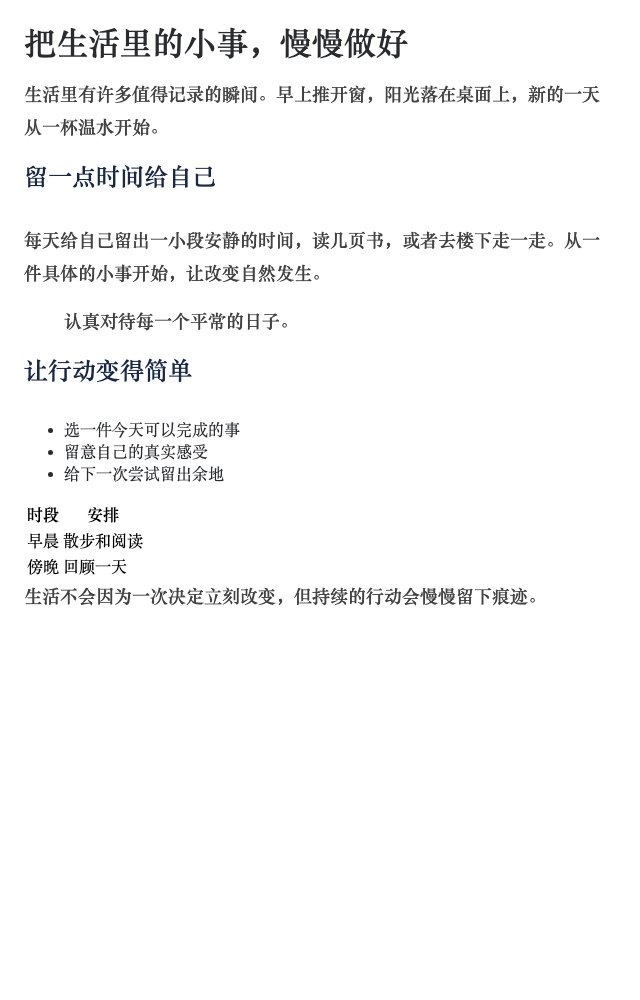 把生活里的小事，慢慢做好
生活里有许多值得记录的瞬间。早上推开窗，阳光落在桌面上，新的一天
从一杯温水开始。
留一点时间给自己
每天给自己留出一小段安静的时间，读几页书，或者去楼下走一走。从一
件具体的小事开始，让改变自然发生。
认真对待每一个平常的日子。
让行动变得简单
• 选一件今天可以完成的事
• 留意自己的真实感受
• 给下一次尝试留出余地
时段 安排
早晨 散步和阅读
傍晚 回顾一天
生活不会因为一次决定立刻改变，但持续的行动会慢慢留下痕迹。